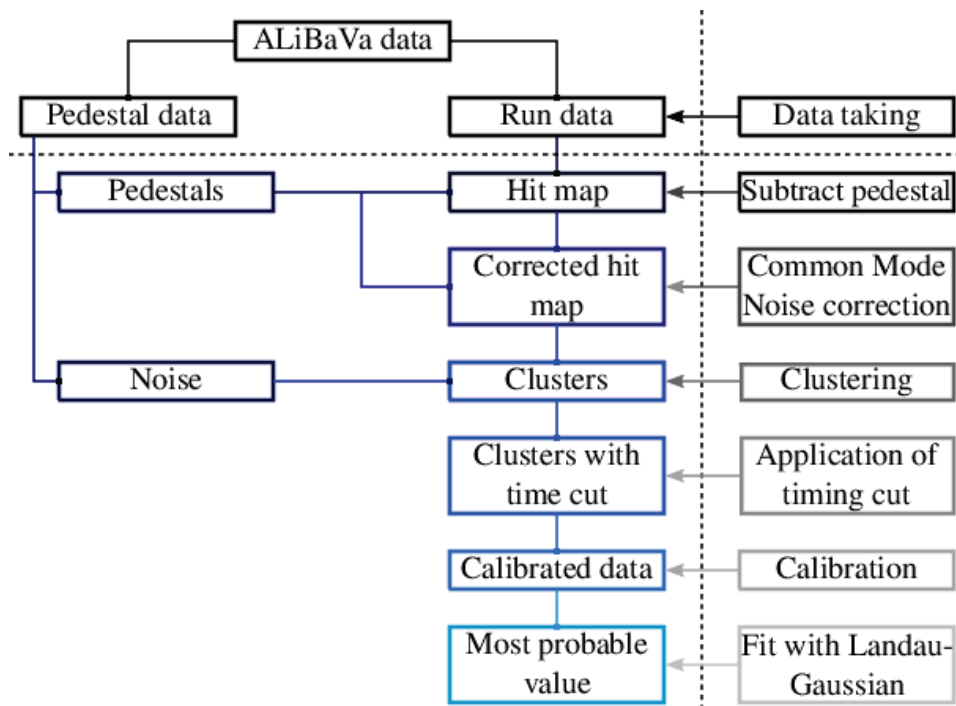 ALiBaVa data
Pedestal data
Run data
Data taking
Pedestals
Hit map
Subtract pedestal
Corrected hit
map
Common Mode
Noise correction
Noise
Clusters
Clustering
Clusters with
time cut
Application of
timing cut
Calibrated data
Calibration
Most probable
value
Fit with Landau-
Gaussian